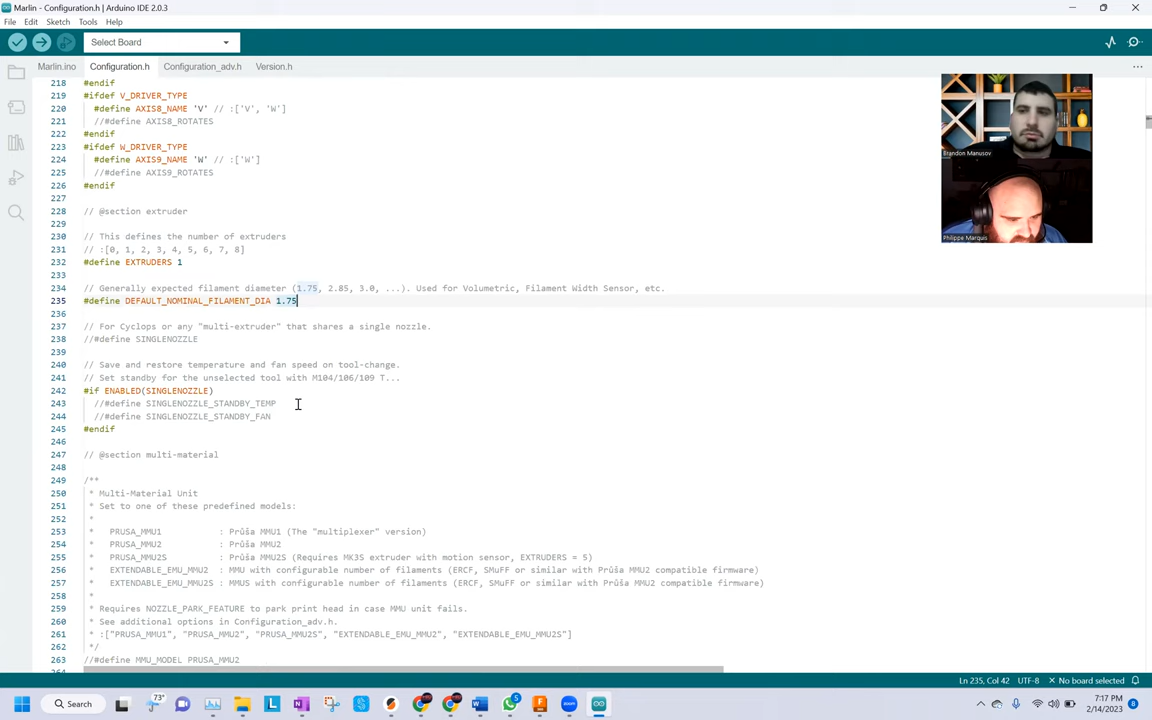 Marlin - Configuration.h | Arduino IDE 2.0.3
File Edit Sketch Tools Help
Select Board
Marlin.ino Configuration.h Configuration_adv.h Version.h
218 #endif
219 #ifdef V_DRIVER_TYPE
220 #define AXIS8_NAME 'V' // :['V', 'W']
221 //#define AXIS8_ROTATES
222 #endif
223 #ifdef W_DRIVER_TYPE
224 #define AXIS9_NAME 'W' // :['W']
225 //#define AXIS9_ROTATES
226 #endif
227
228 // @section extruder
229
230 // This defines the number of extruders
231 // :[0, 1, 2, 3, 4, 5, 6, 7, 8]
232 #define EXTRUDERS 1
233
234 // Generally expected filament diameter (1.75, 2.85, 3.0, ...). Used for Volumetric, Filament Width Sensor, etc.
235 #define DEFAULT_NOMINAL_FILAMENT_DIA 1.75
236
237 // For Cyclops or any "multi-extruder" that shares a single nozzle.
238 //#define SINGLENOZZLE
239
240 // Save and restore temperature and fan speed on tool-change.
241 // Set standby for the unselected tool with M104/106/109 T...
242 #if ENABLED(SINGLENOZZLE)
243 //#define SINGLENOZZLE_STANDBY_TEMP
244 //#define SINGLENOZZLE_STANDBY_FAN
245 #endif
246
247 // @section multi-material
248
249 /**
250 * Multi-Material Unit
251 * Set to one of these predefined models:
252 *
253 * PRUSA_MMU1 : Průša MMU1 (The "multiplexer" version)
254 * PRUSA_MMU2 : Průša MMU2
255 * PRUSA_MMU2S : Průša MMU2S (Requires MK3S extruder with motion sensor, EXTRUDERS = 5)
256 * EXTENDABLE_EMU_MMU2 : MMU with configurable number of filaments (ERCF, SMuFF or similar with Průša MMU2 compatible firmware)
257 * EXTENDABLE_EMU_MMU2S : MMUS with configurable number of filaments (ERCF, SMuFF or similar with Průša MMU2 compatible firmware)
258 *
259 * Requires NOZZLE_PARK_FEATURE to park print head in case MMU unit fails.
260 * See additional options in Configuration_adv.h.
261 * :["PRUSA_MMU1", "PRUSA_MMU2", "PRUSA_MMU2S", "EXTENDABLE_EMU_MMU2", "EXTENDABLE_EMU_MMU2S"]
262 */
263 //#define MMU_MODEL PRUSA_MMU2
Brandon Manusov
Philippe Marquis
Ln 235, Col 42 UTF-8 No board selected
Search
73°
5
7:17 PM
2/14/2023
8